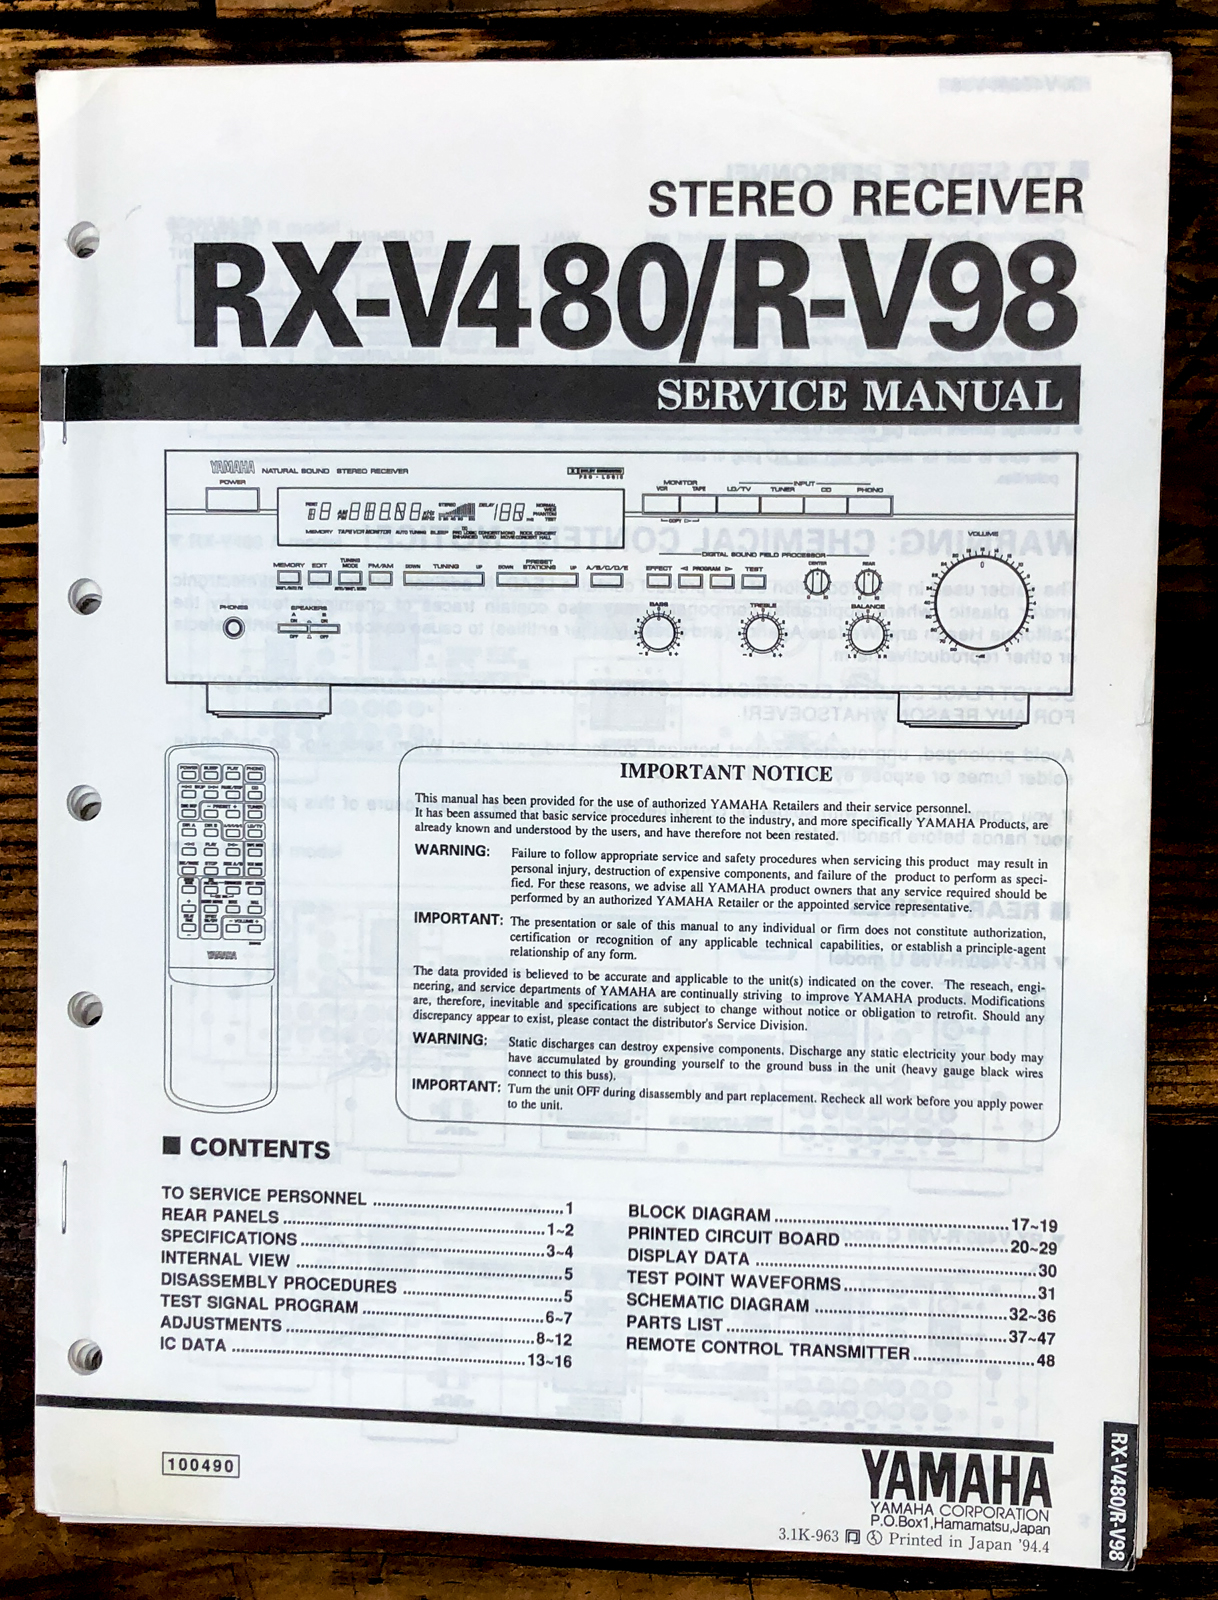 STEREO RECEIVER
RX-V480/R-V98
SERVICE MANUAL
YAMAHA NATURAL SOUND STEREO RECEIVER
POWER
PRO · LOGIC
MONITOR
VCR TAPE
INPUT
LD/TV TUNER CD PHONO
COPY
VOLUME
DIGITAL SOUND FIELD PROCESSOR
EFFECT PROGRAM TEST
CENTER REAR
MEMORY EDIT TUNING MODE FM/AM DOWN TUNING UP DOWN PRESET STATIONS UP A/B/C/D/E
PHONES SPEAKERS
BASS TREBLE BALANCE
YAMAHA
IMPORTANT NOTICE
This manual has been provided for the use of authorized YAMAHA Retailers and their service personnel.
It has been assumed that basic service procedures inherent to the industry, and more specifically YAMAHA Products, are
already known and understood by the users, and have therefore not been restated.
WARNING: Failure to follow appropriate service and safety procedures when servicing this product may result in
personal injury, destruction of expensive components, and failure of the product to perform as speci-
fied. For these reasons, we advise all YAMAHA product owners that any service required should be
performed by an authorized YAMAHA Retailer or the appointed service representative.
IMPORTANT: The presentation or sale of this manual to any individual or firm does not constitute authorization,
certification or recognition of any applicable technical capabilities, or establish a principle-agent
relationship of any form.
The data provided is believed to be accurate and applicable to the unit(s) indicated on the cover. The reseach, engi-
neering, and service departments of YAMAHA are continually striving to improve YAMAHA products. Modifications
are, therefore, inevitable and specifications are subject to change without notice or obligation to retrofit. Should any
discrepancy appear to exist, please contact the distributor's Service Division.
WARNING: Static discharges can destroy expensive components. Discharge any static electricity your body may
have accumulated by grounding yourself to the ground buss in the unit (heavy gauge black wires
connect to this buss).
IMPORTANT: Turn the unit OFF during disassembly and part replacement. Recheck all work before you apply power
to the unit.
■ CONTENTS
TO SERVICE PERSONNEL ........ 1
REAR PANELS ........ 1~2
SPECIFICATIONS ........ 3~4
INTERNAL VIEW ........ 5
DISASSEMBLY PROCEDURES ........ 5
TEST SIGNAL PROGRAM ........ 6~7
ADJUSTMENTS ........ 8~12
IC DATA ........ 13~16
BLOCK DIAGRAM ........ 17~19
PRINTED CIRCUIT BOARD ........ 20~29
DISPLAY DATA ........ 30
TEST POINT WAVEFORMS ........ 31
SCHEMATIC DIAGRAM ........ 32~36
PARTS LIST ........ 37~47
REMOTE CONTROL TRANSMITTER ........ 48
100490
YAMAHA
YAMAHA CORPORATION
P.O.Box1,Hamamatsu,Japan
3.1K-963 Printed in Japan '94.4
RX-V480/R-V98